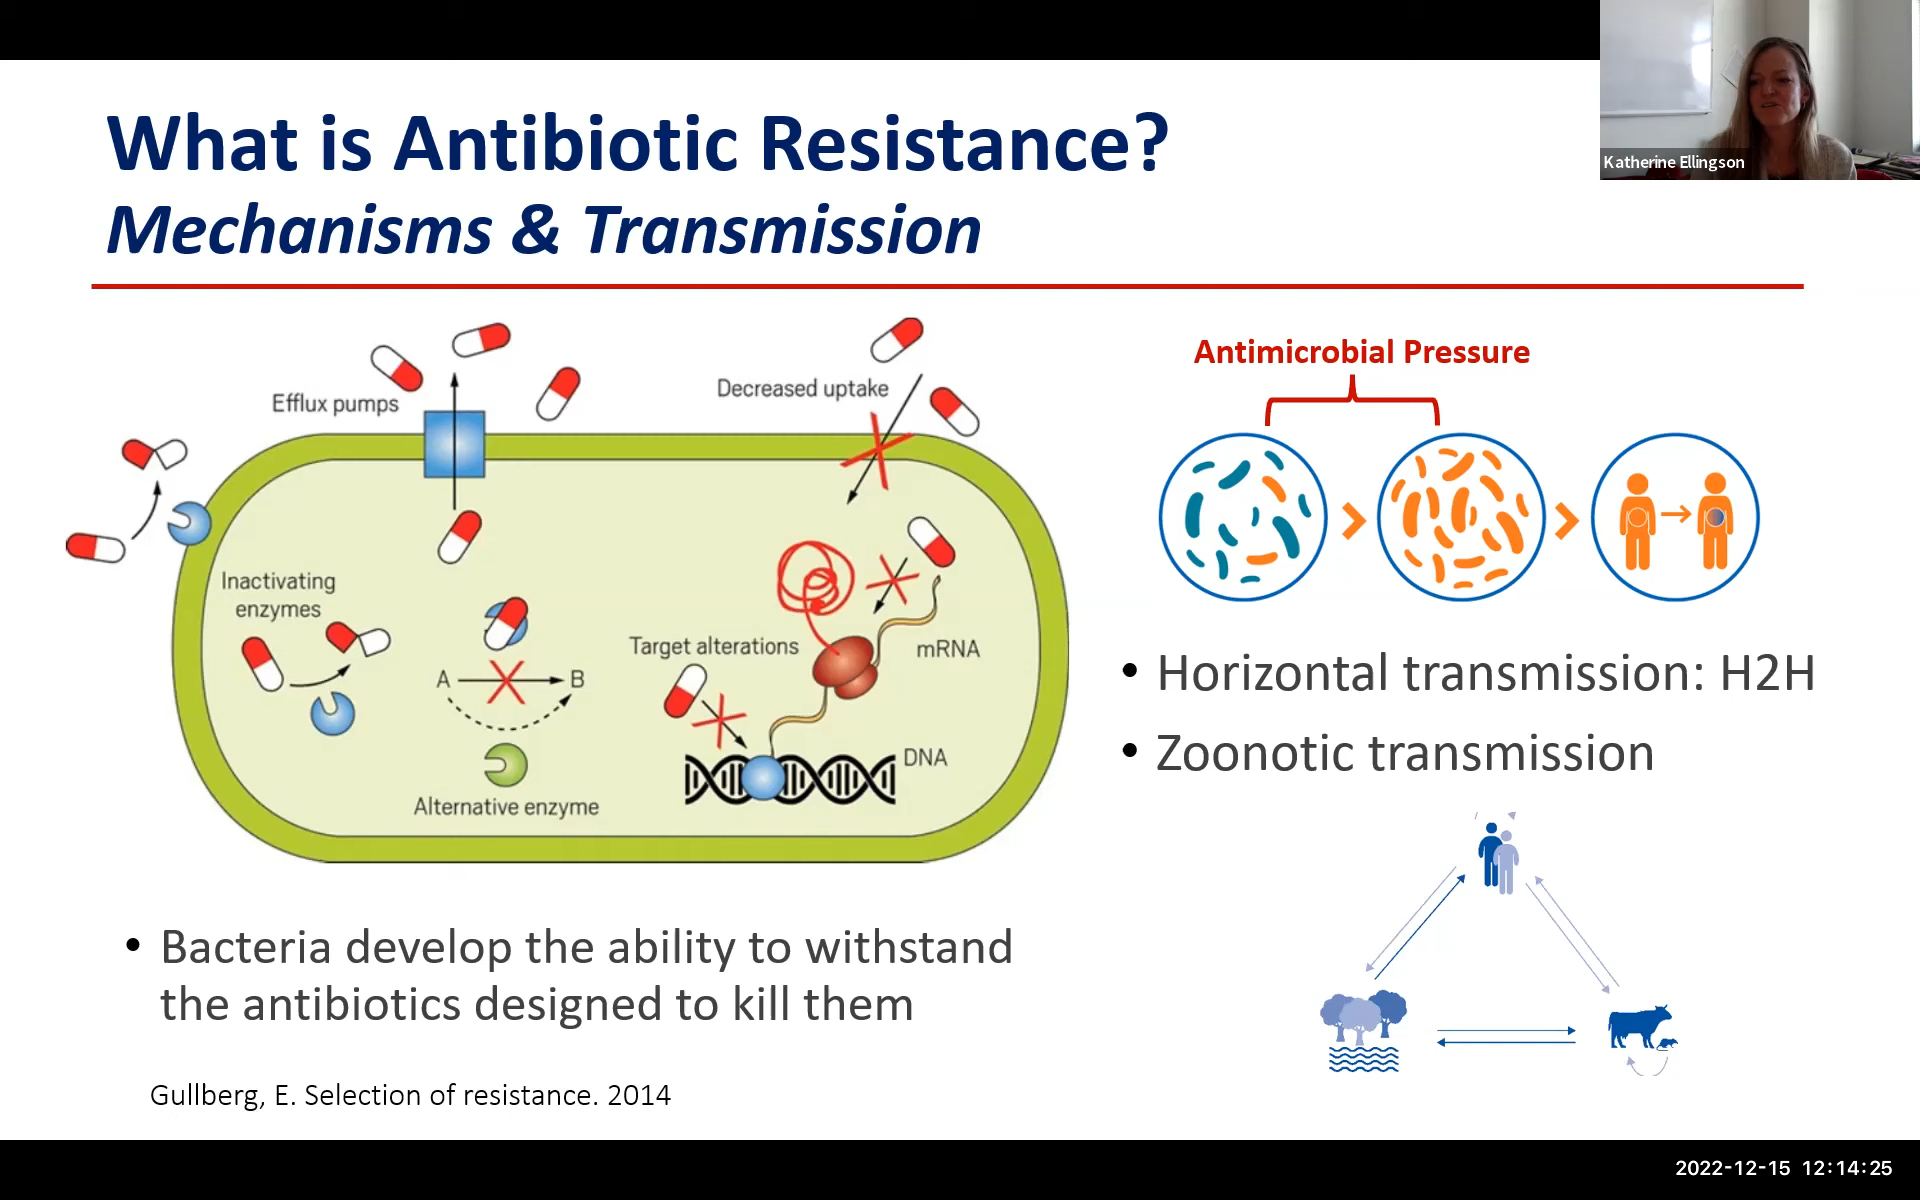 Katherine Ellingson
What is Antibiotic Resistance?
Mechanisms & Transmission
Efflux pumps
Decreased uptake
Inactivating
enzymes
A
B
Alternative enzyme
Target alterations
mRNA
DNA
• Bacteria develop the ability to withstand
the antibiotics designed to kill them
Gullberg, E. Selection of resistance. 2014
Antimicrobial Pressure
• Horizontal transmission: H2H
• Zoonotic transmission
2022-12-15 12:14:25